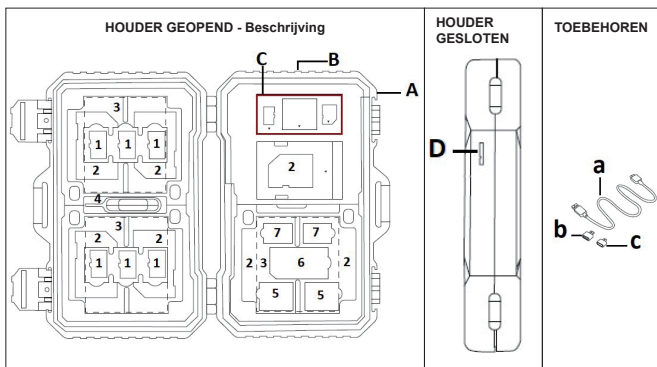 HOUDER GEOPEND - Beschrijving
C
B
A
3
1 1 1
2 2
4
3
2 2
1 1 1
2
7 7
2 3 6 2
5 5
HOUDER
GESLOTEN
D
TOEBEHOREN
a
b
c